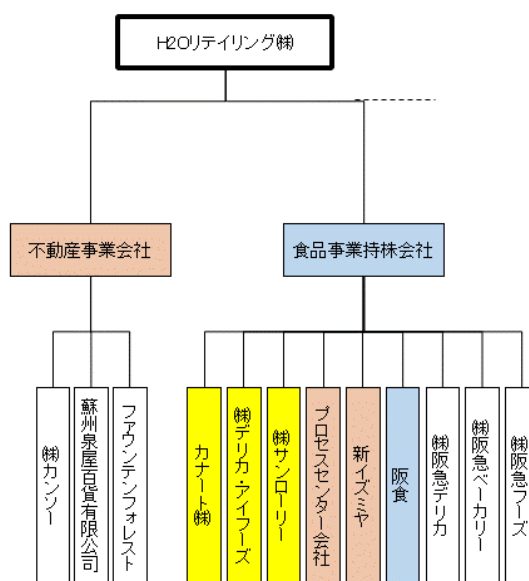 H2Oリテイリング㈱
不動産事業会社
食品事業持株会社
㈱カンソー
蘇州泉屋百貨有限公司
ファウンテンフォレスト
カナート㈱
㈱デリカ・アイフーズ
㈱サンローリー
プロセスセンター会社
新イズミヤ
阪食
㈱阪急デリカ
㈱阪急ベーカリー
㈱阪急フーズ